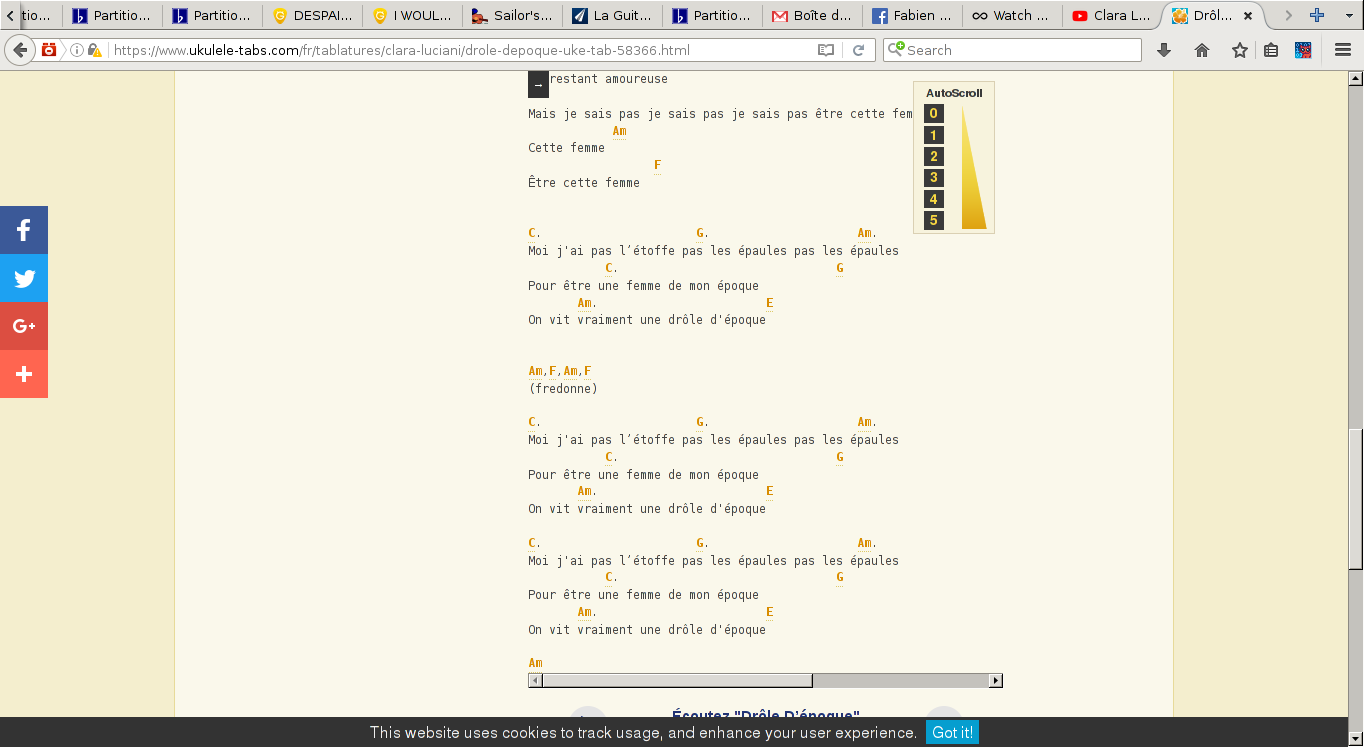 tio...
Partitio...
Partitio...
DESPAI...
I WOUL...
Sailor's...
La Guit...
Partitio...
Boîte d...
Fabien ...
Watch ...
Clara L...
Drôl...
https://www.ukulele-tabs.com/fr/tablatures/clara-luciani/drole-depoque-uke-tab-58366.html
Search
→ restant amoureuse
AutoScroll
0
1
2
3
4
5
Mais je sais pas je sais pas je sais pas être cette fem
Am
Cette femme
F
Être cette femme
C. G. Am.
Moi j'ai pas l’étoffe pas les épaules pas les épaules
C. G
Pour être une femme de mon époque
Am. E
On vit vraiment une drôle d'époque
Am,F,Am,F
(fredonne)
C. G. Am.
Moi j'ai pas l’étoffe pas les épaules pas les épaules
C. G
Pour être une femme de mon époque
Am. E
On vit vraiment une drôle d'époque
C. G. Am.
Moi j'ai pas l’étoffe pas les épaules pas les épaules
C. G
Pour être une femme de mon époque
Am. E
On vit vraiment une drôle d'époque
Am
Écoutez "Drôle D’époque"
This website uses cookies to track usage, and enhance your user experience. Got it!